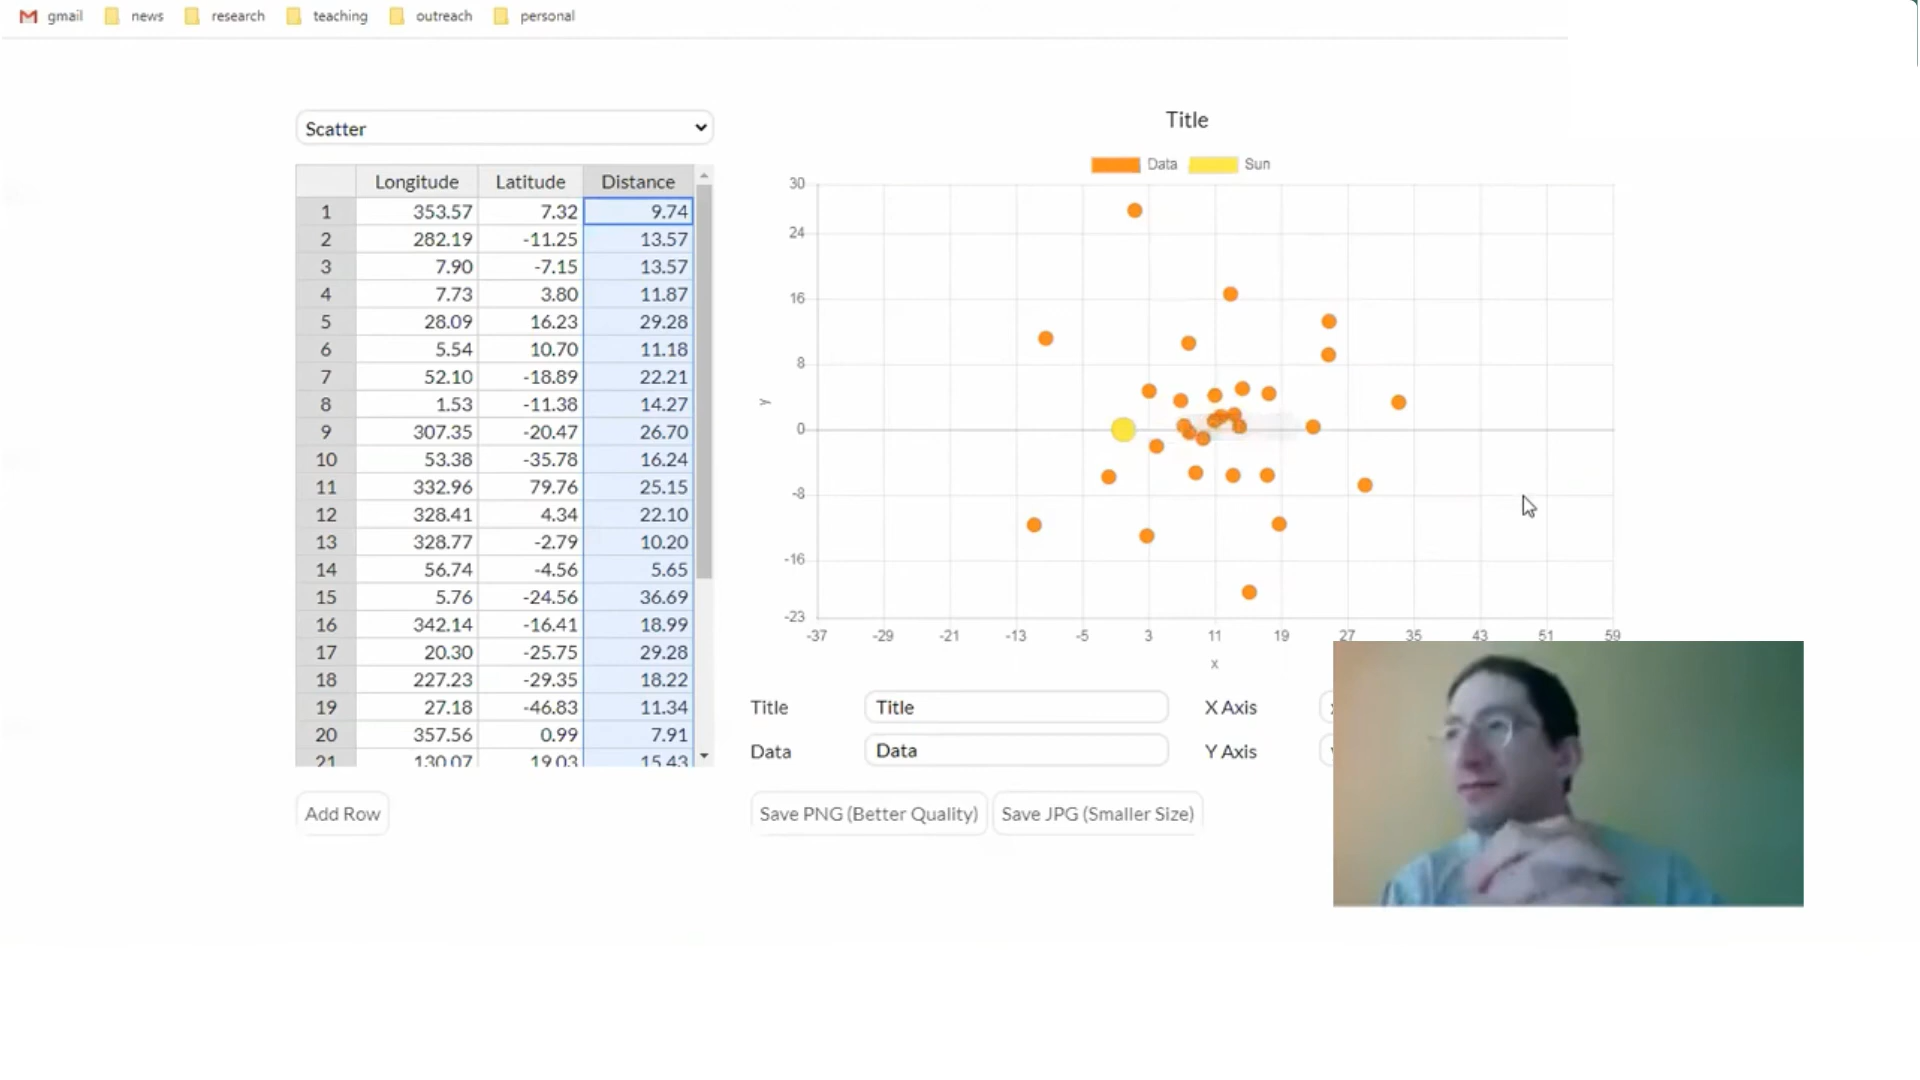 gmail news research teaching outreach personal
Scatter
Longitude Latitude Distance
1 353.57 7.32 9.74
2 282.19 -11.25 13.57
3 7.90 -7.15 13.57
4 7.73 3.80 11.87
5 28.09 16.23 29.28
6 5.54 10.70 11.18
7 52.10 -18.89 22.21
8 1.53 -11.38 14.27
9 307.35 -20.47 26.70
10 53.38 -35.78 16.24
11 332.96 79.76 25.15
12 328.41 4.34 22.10
13 328.77 -2.79 10.20
14 56.74 -4.56 5.65
15 5.76 -24.56 36.69
16 342.14 -16.41 18.99
17 20.30 -25.75 29.28
18 227.23 -29.35 18.22
19 27.18 -46.83 11.34
20 357.56 0.99 7.91
21 130.07 19.03 15.43
Add Row
Title
Data Sun
30
24
16
8
0
-8
-16
-23
y
-37 -29 -21 -13 -5 3 11 19 27 35 43 51 59
x
Title Title X Axis
Data Data Y Axis
Save PNG (Better Quality) Save JPG (Smaller Size)